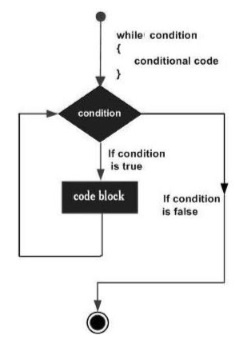 while condition
{
conditional code
}
condition
If condition
is true
code block
If condition
is false